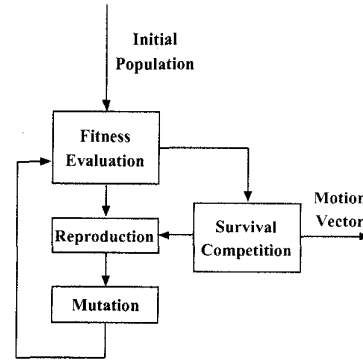 Initial
Population
Fitness
Evaluation
Motion
Vector
Survival
Competition
Reproduction
Mutation